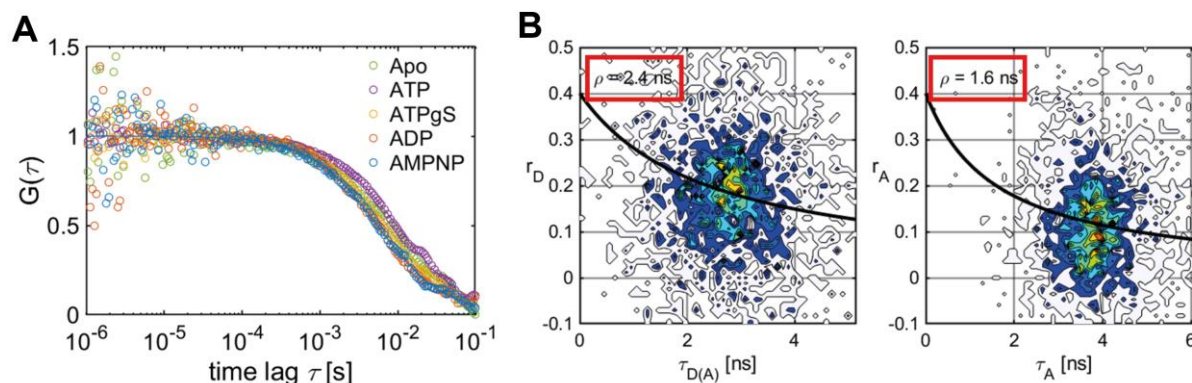 A
G(τ)
1.5
1
0.5
0
10^-6
10^-5
10^-4
10^-3
10^-2
10^-1
time lag τ [s]
Apo
ATP
ATPgS
ADP
AMPNP
B
r_D
0.5
0.4
0.3
0.2
0.1
0
-0.1
ρ = 2.4 ns
0
2
4
τ_D(A) [ns]
r_A
0.5
0.4
0.3
0.2
0.1
0
-0.1
ρ = 1.6 ns
0
2
4
6
τ_A [ns]